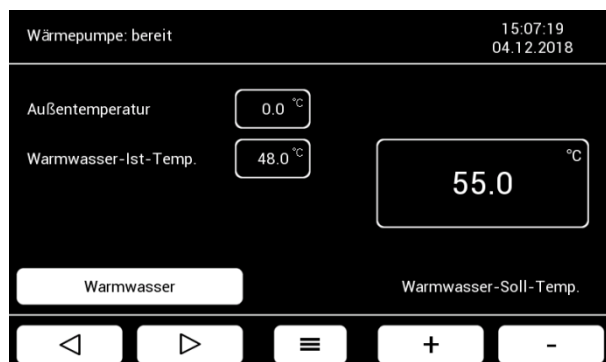 Wärmepumpe: bereit
15:07:19
04.12.2018
Außentemperatur
0.0 °C
Warmwasser-Ist-Temp.
48.0 °C
°C
55.0
Warmwasser
Warmwasser-Soll-Temp.
+
-